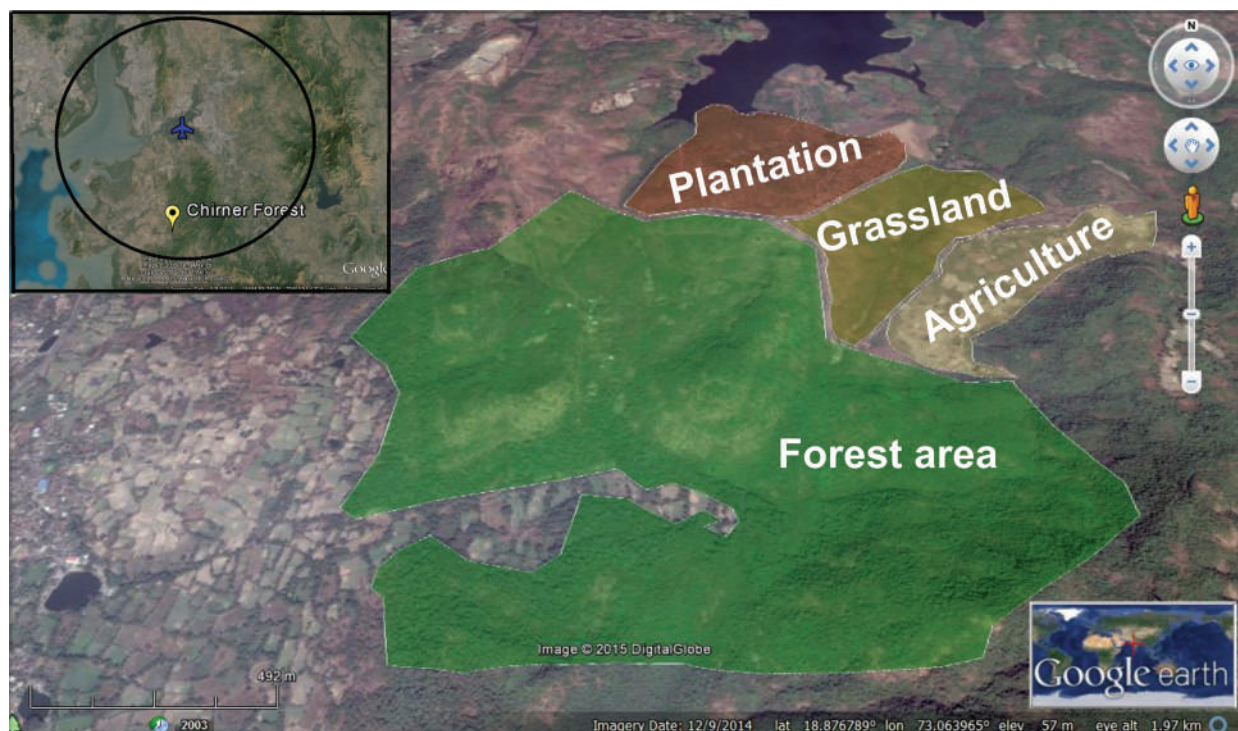 Chirner Forest
Google
N
Plantation
Grassland
Agriculture
Forest area
Image © 2015 DigitalGlobe
Google earth
492 m
2003
Imagery Date: 12/9/2014 lat 18.876789° lon 73.063965° elev 57 m eye alt 1.97 km